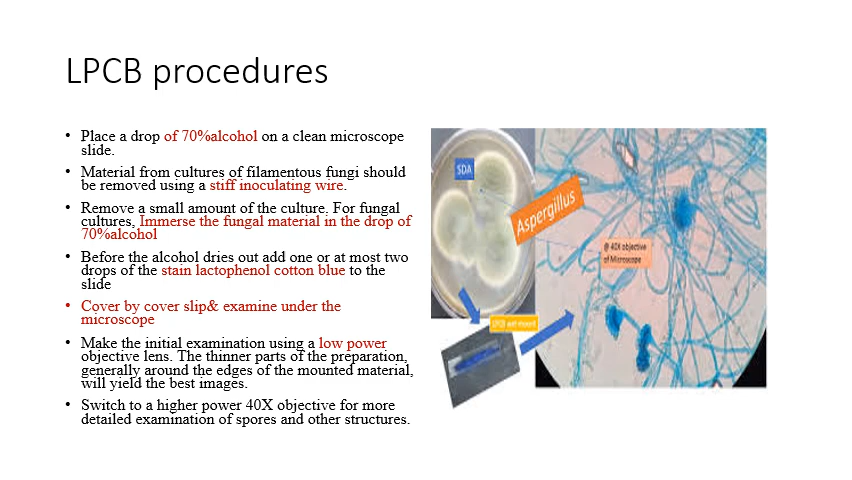 LPCB procedures
• Place a drop of 70%alcohol on a clean microscope
slide.
• Material from cultures of filamentous fungi should
be removed using a stiff inoculating wire.
• Remove a small amount of the culture. For fungal
cultures, Immerse the fungal material in the drop of
70%alcohol
• Before the alcohol dries out add one or at most two
drops of the stain lactophenol cotton blue to the
slide
• Cover by cover slip& examine under the
microscope
• Make the initial examination using a low power
objective lens. The thinner parts of the preparation,
generally around the edges of the mounted material,
will yield the best images.
• Switch to a higher power 40X objective for more
detailed examination of spores and other structures.
SDA
Aspergillus
@ 40X objective
of Microscope
LPCB wet mount